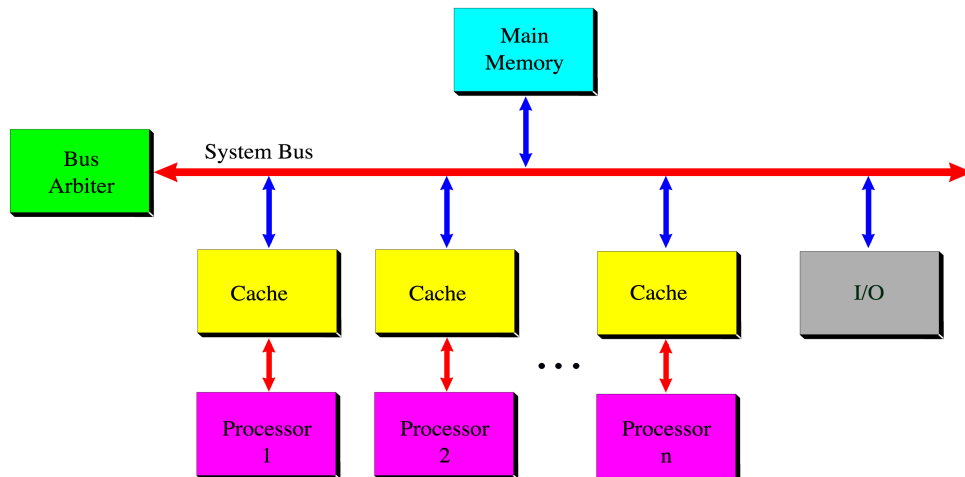 Main
Memory
System Bus
Bus
Arbiter
Cache
Cache
Cache
I/O
...
Processor
1
Processor
2
Processor
n